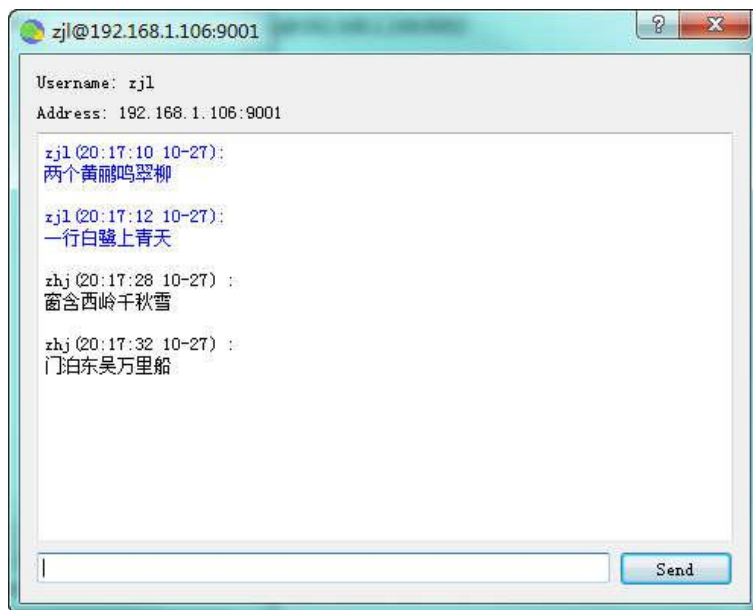 zjl@192.168.1.106:9001
Username: zjl
Address: 192.168.1.106:9001
zjl(20:17:10 10-27):
两个黄鹂鸣翠柳
zjl(20:17:12 10-27):
一行白鹭上青天
zhj(20:17:28 10-27) :
窗含西岭千秋雪
zhj(20:17:32 10-27) :
门泊东吴万里船
Send